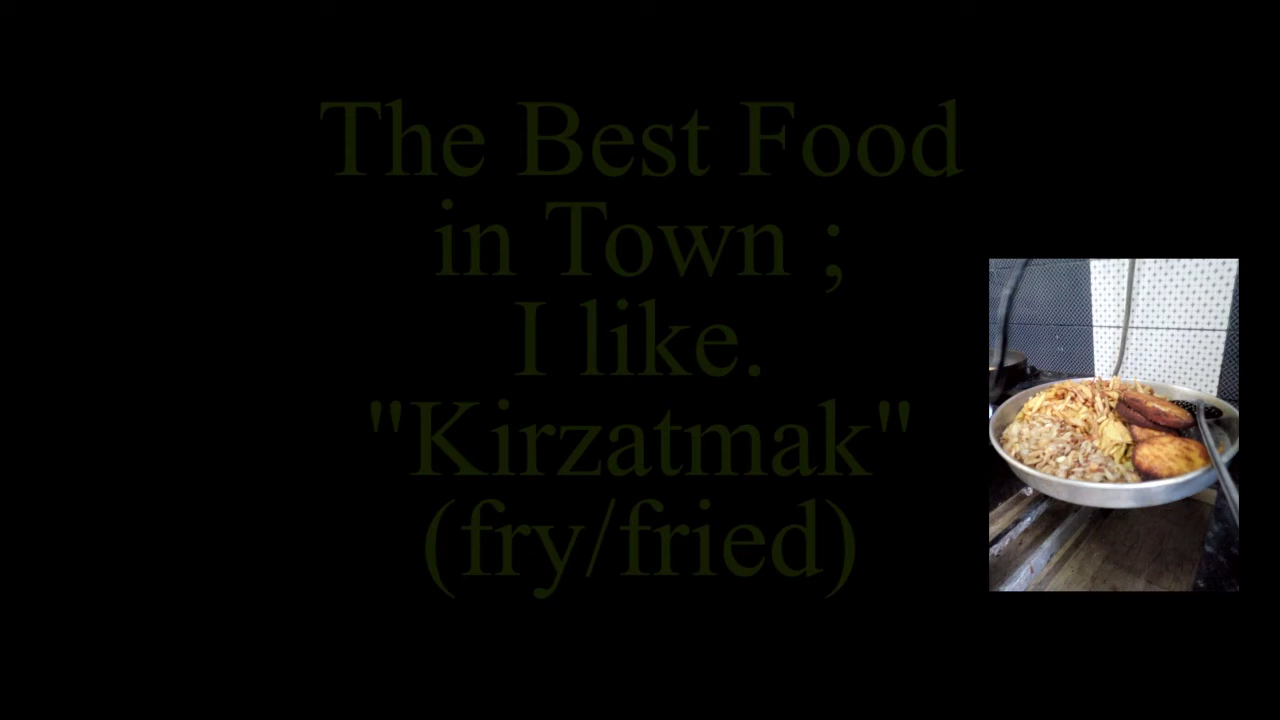 The Best Food
in Town ;
I like.
"Kirzatmak"
(fry/fried)